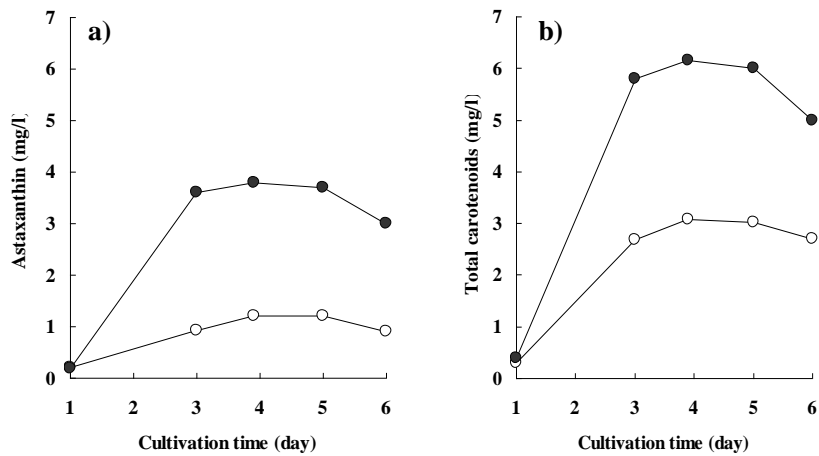 a)
Astaxanthin (mg/l)
7
6
5
4
3
2
1
0
1 2 3 4 5 6
Cultivation time (day)
b)
Total carotenoids (mg/l)
7
6
5
4
3
2
1
0
1 2 3 4 5 6
Cultivation time (day)